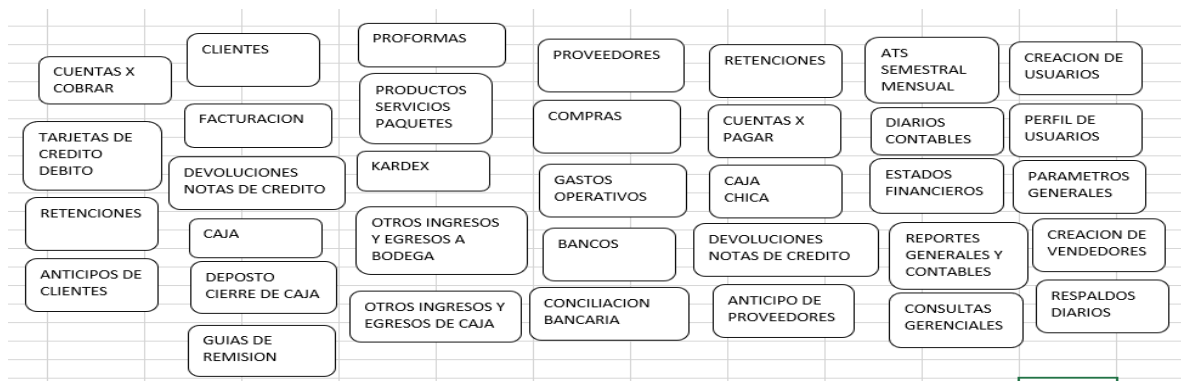 CUENTAS X
COBRAR
TARJETAS DE
CREDITO
DEBITO
RETENCIONES
ANTICIPOS DE
CLIENTES
CLIENTES
FACTURACION
DEVOLUCIONES
NOTAS DE CREDITO
CAJA
DEPOSTO
CIERRE DE CAJA
GUIAS DE
REMISION
PROFORMAS
PRODUCTOS
SERVICIOS
PAQUETES
KARDEX
OTROS INGRESOS
Y EGRESOS A
BODEGA
OTROS INGRESOS Y
EGRESOS DE CAJA
PROVEEDORES
COMPRAS
GASTOS
OPERATIVOS
BANCOS
CONCILIACION
BANCARIA
RETENCIONES
CUENTAS X
PAGAR
CAJA
CHICA
DEVOLUCIONES
NOTAS DE CREDITO
ANTICIPO DE
PROVEEDORES
ATS
SEMESTRAL
MENSUAL
DIARIOS
CONTABLES
ESTADOS
FINANCIEROS
REPORTES
GENERALES Y
CONTABLES
CONSULTAS
GERENCIALES
CREACION DE
USUARIOS
PERFIL DE
USUARIOS
PARAMETROS
GENERALES
CREACION DE
VENDEDORES
RESPALDOS
DIARIOS